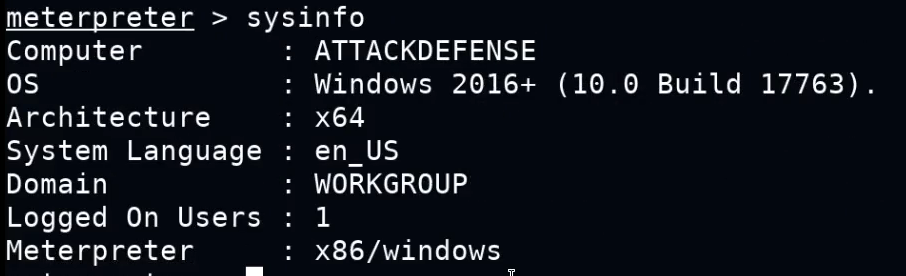 meterpreter > sysinfo
Computer        : ATTACKDEFENSE
OS              : Windows 2016+ (10.0 Build 17763).
Architecture    : x64
System Language : en_US
Domain          : WORKGROUP
Logged On Users : 1
Meterpreter     : x86/windows